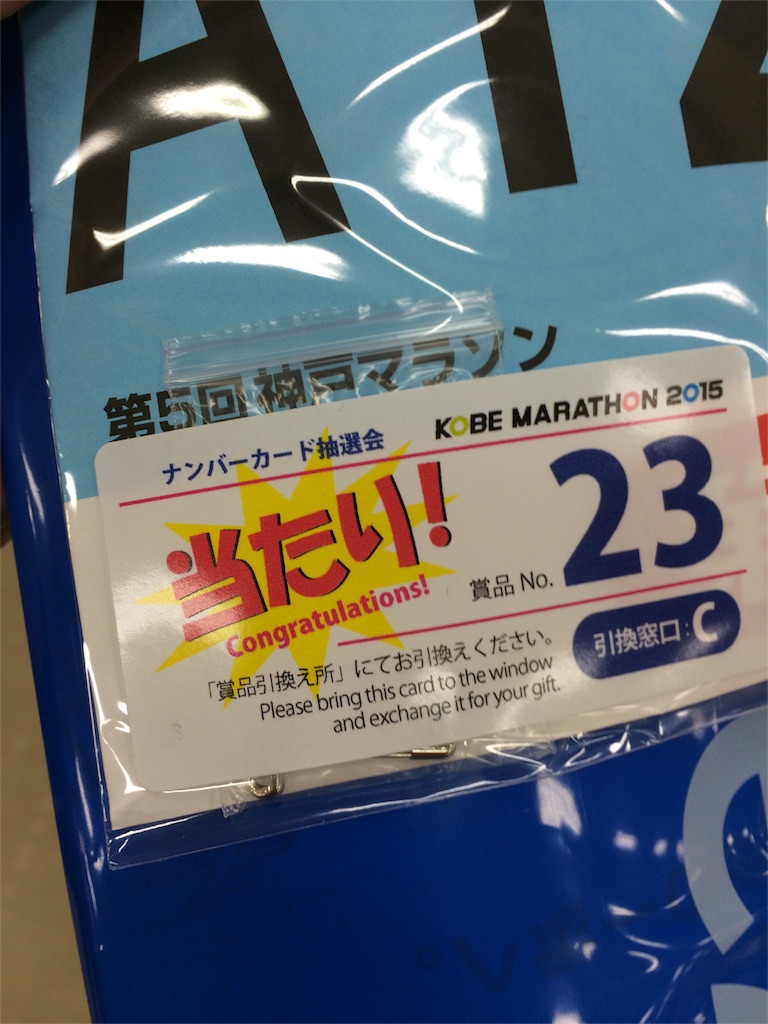 第5回神戸マラソン
KOBE MARATHON 2015
ナンバーカード抽選会
当たり!
Congratulations!
賞品 No. 23
「賞品引換え所」にてお引換えください。
引換窓口:C
Please bring this card to the window
and exchange it for your gift.